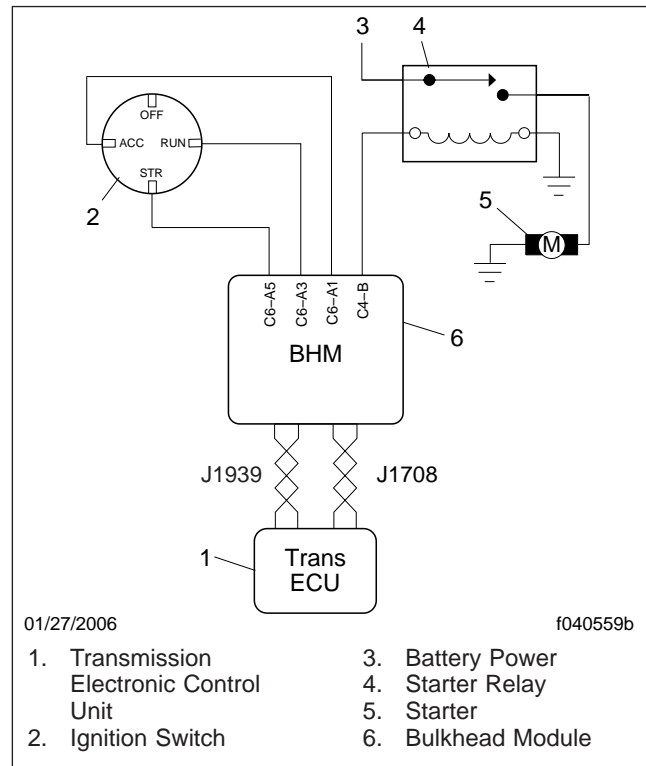 3
4
OFF
ACC
RUN
STR
2
5
M
C6–A5
C6–A3
C6–A1
C4–B
BHM
6
J1939
J1708
1
Trans
ECU
01/27/2006
f040559b
1. Transmission
Electronic Control
Unit
2. Ignition Switch
3. Battery Power
4. Starter Relay
5. Starter
6. Bulkhead Module